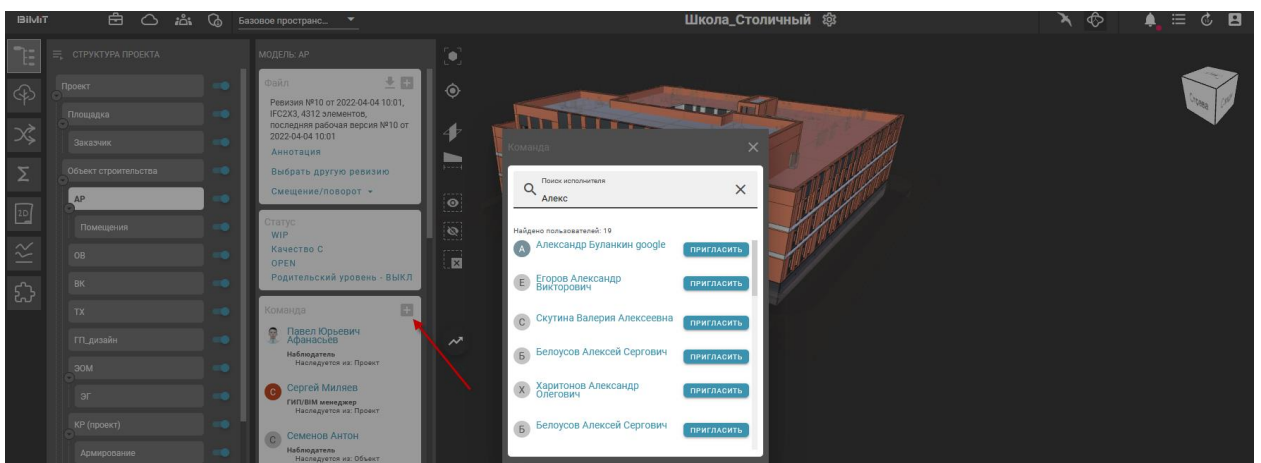 BIMIT
Базовое пространс...
Школа_Столичный
СТРУКТУРА ПРОЕКТА
Проект
Площадка
Заказчик
Объект строительства
АР
Помещения
ОВ
ВК
ТХ
ГП_дизайн
ЭОМ
ЭГ
КР (проект)
Армирование
МОДЕЛЬ: АР
Файл
Ревизия №10 от 2022-04-04 10:01,
IFC2X3, 4312 элементов,
последняя рабочая версия №10 от
2022-04-04 10:01
Аннотация
Выбрать другую ревизию
Смещение/поворот
Статус
WIP
Качество C
OPEN
Родительский уровень - ВЫКЛ
Команда
Павел Юрьевич
Афанасьев
Наблюдатель
Наследуется из: Проект
С
Сергей Миляев
ГИП/BIM менеджер
Наследуется из: Проект
С
Семенов Антон
Наблюдатель
Наследуется из: Объект
2D
Команда
Поиск исполнителя
Алекс
Найдено пользователей: 19
А Александр Буланкин google ПРИГЛАСИТЬ
Е Егоров Александр
Викторович ПРИГЛАСИТЬ
С Скутина Валерия Алексеевна ПРИГЛАСИТЬ
Б Белоусов Алексей Сергович ПРИГЛАСИТЬ
Х Харитонов Александр
Олегович ПРИГЛАСИТЬ
Б Белоусов Алексей Сергович ПРИГЛАСИТЬ
Справа